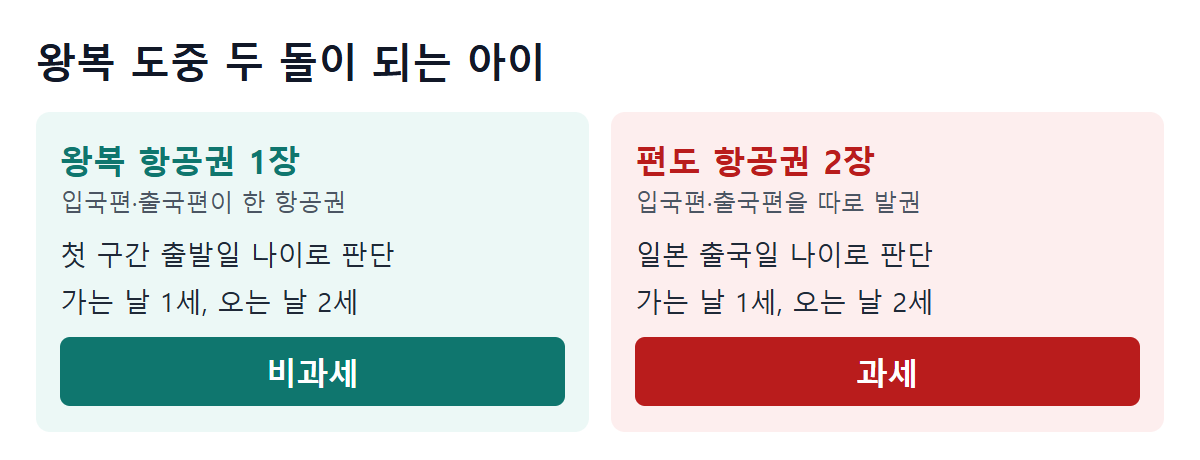 왕복 도중 두 돌이 되는 아이
왕복 항공권 1장
입국편·출국편이 한 항공권
첫 구간 출발일 나이로 판단
가는 날 1세, 오는 날 2세
비과세
편도 항공권 2장
입국편·출국편을 따로 발권
일본 출국일 나이로 판단
가는 날 1세, 오는 날 2세
과세